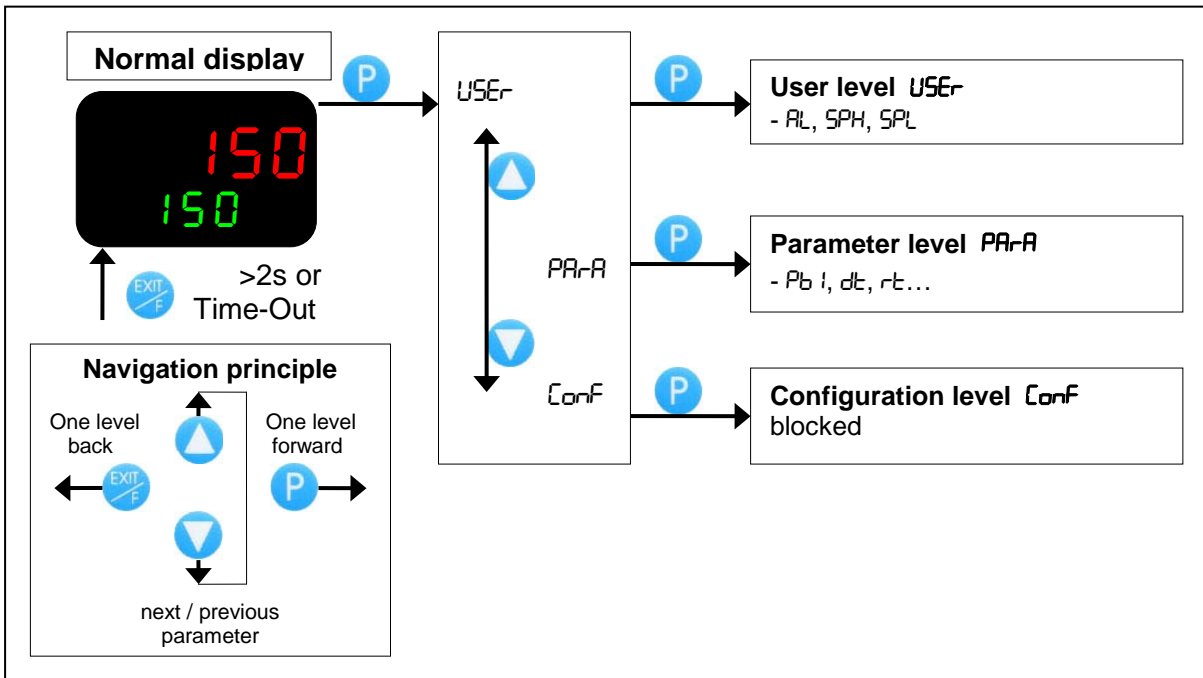 Normal display
150
150
P
EXIT/F
>2s or
Time-Out
Navigation principle
One level
back
EXIT/F
One level
forward
P
next / previous
parameter
USEr
PArA
ConF
P
User level USEr
- AL, SPH, SPL
P
Parameter level PArA
- Pb1, dt, rt...
P
Configuration level ConF
blocked